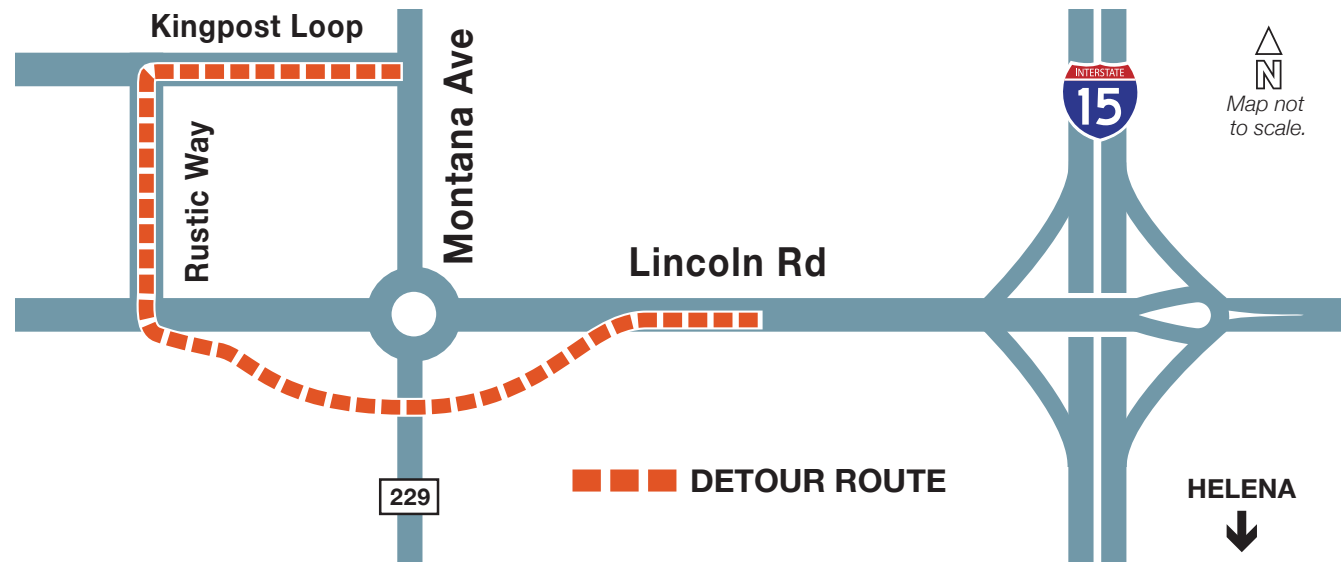 Kingpost Loop
Montana Ave
Rustic Way
INTERSTATE
15
N
Map not
to scale.
Lincoln Rd
229
DETOUR ROUTE
HELENA